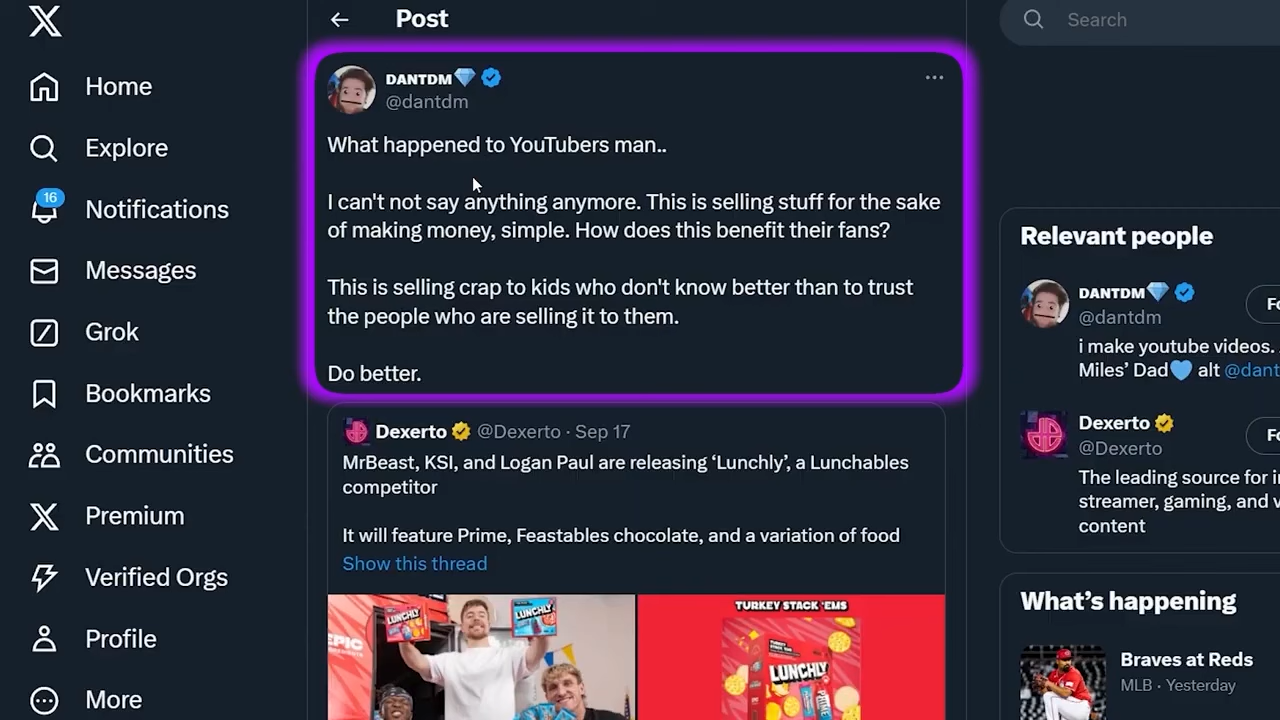 Post
Search
Home
Explore
16
Notifications
Messages
Grok
Bookmarks
Communities
Premium
Verified Orgs
Profile
More
DANTDM💎
@dantdm
What happened to YouTubers man..
I can't not say anything anymore. This is selling stuff for the sake
of making money, simple. How does this benefit their fans?
This is selling crap to kids who don't know better than to trust
the people who are selling it to them.
Do better.
Dexerto @Dexerto · Sep 17
MrBeast, KSI, and Logan Paul are releasing ‘Lunchly’, a Lunchables
competitor
It will feature Prime, Feastables chocolate, and a variation of food
Show this thread
LUNCHLY
LUNCHLY
EPIC
TURKEY STACK 'EMS
LUNCHLY
Relevant people
DANTDM💎
@dantdm
i make youtube videos.
Miles’ Dad🩵 alt @dant
Dexerto
@Dexerto
The leading source for i
streamer, gaming, and v
content
What’s happening
Braves at Reds
MLB · Yesterday